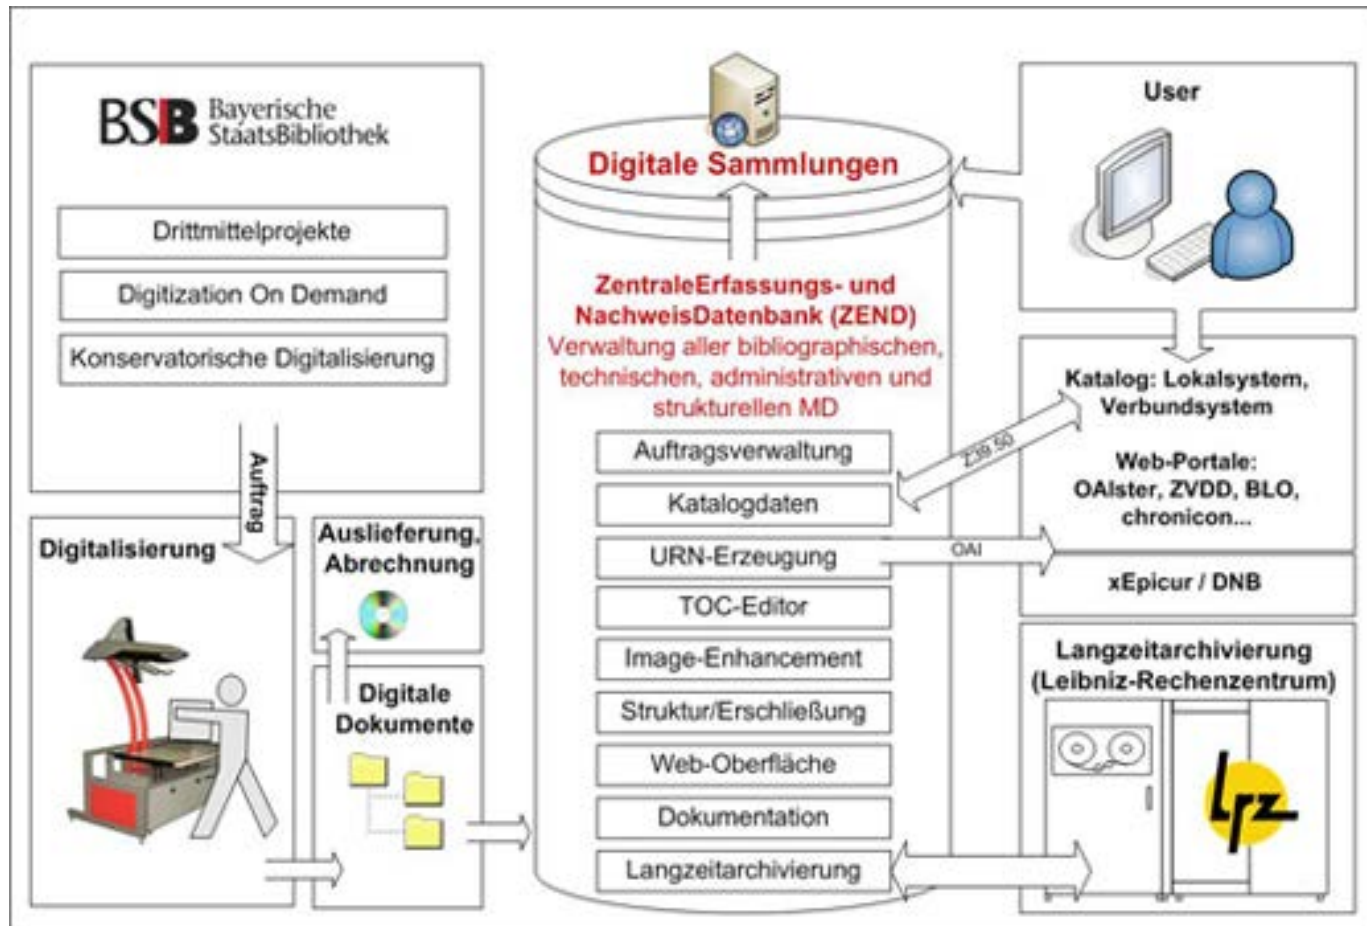 BSB Bayerische
StaatsBibliothek
Drittmittelprojekte
Digitization On Demand
Konservatorische Digitalisierung
Auftrag
Digitalisierung
Auslieferung,
Abrechnung
Digitale
Dokumente
Digitale Sammlungen
ZentraleErfassungs- und
NachweisDatenbank (ZEND)
Verwaltung aller bibliographischen,
technischen, administrativen und
strukturellen MD
Auftragsverwaltung
Katalogdaten
URN-Erzeugung
TOC-Editor
Image-Enhancement
Struktur/Erschließung
Web-Oberfläche
Dokumentation
Langzeitarchivierung
Z39.50
OAI
User
Katalog: Lokalsystem,
Verbundsystem
Web-Portale:
OAIster, ZVDD, BLO,
chronicon...
xEpicur / DNB
Langzeitarchivierung
(Leibniz-Rechenzentrum)
lrz